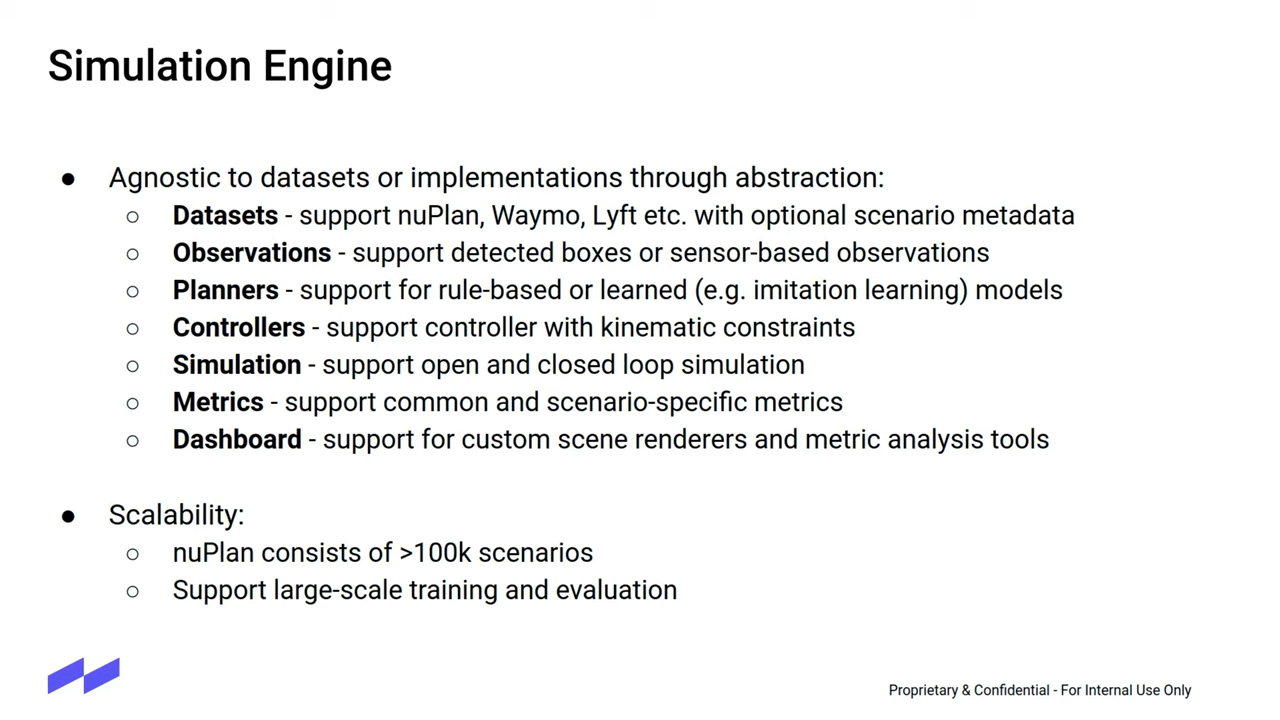 Simulation Engine
● Agnostic to datasets or implementations through abstraction:
○ Datasets - support nuPlan, Waymo, Lyft etc. with optional scenario metadata
○ Observations - support detected boxes or sensor-based observations
○ Planners - support for rule-based or learned (e.g. imitation learning) models
○ Controllers - support controller with kinematic constraints
○ Simulation - support open and closed loop simulation
○ Metrics - support common and scenario-specific metrics
○ Dashboard - support for custom scene renderers and metric analysis tools
● Scalability:
○ nuPlan consists of >100k scenarios
○ Support large-scale training and evaluation
Proprietary & Confidential - For Internal Use Only